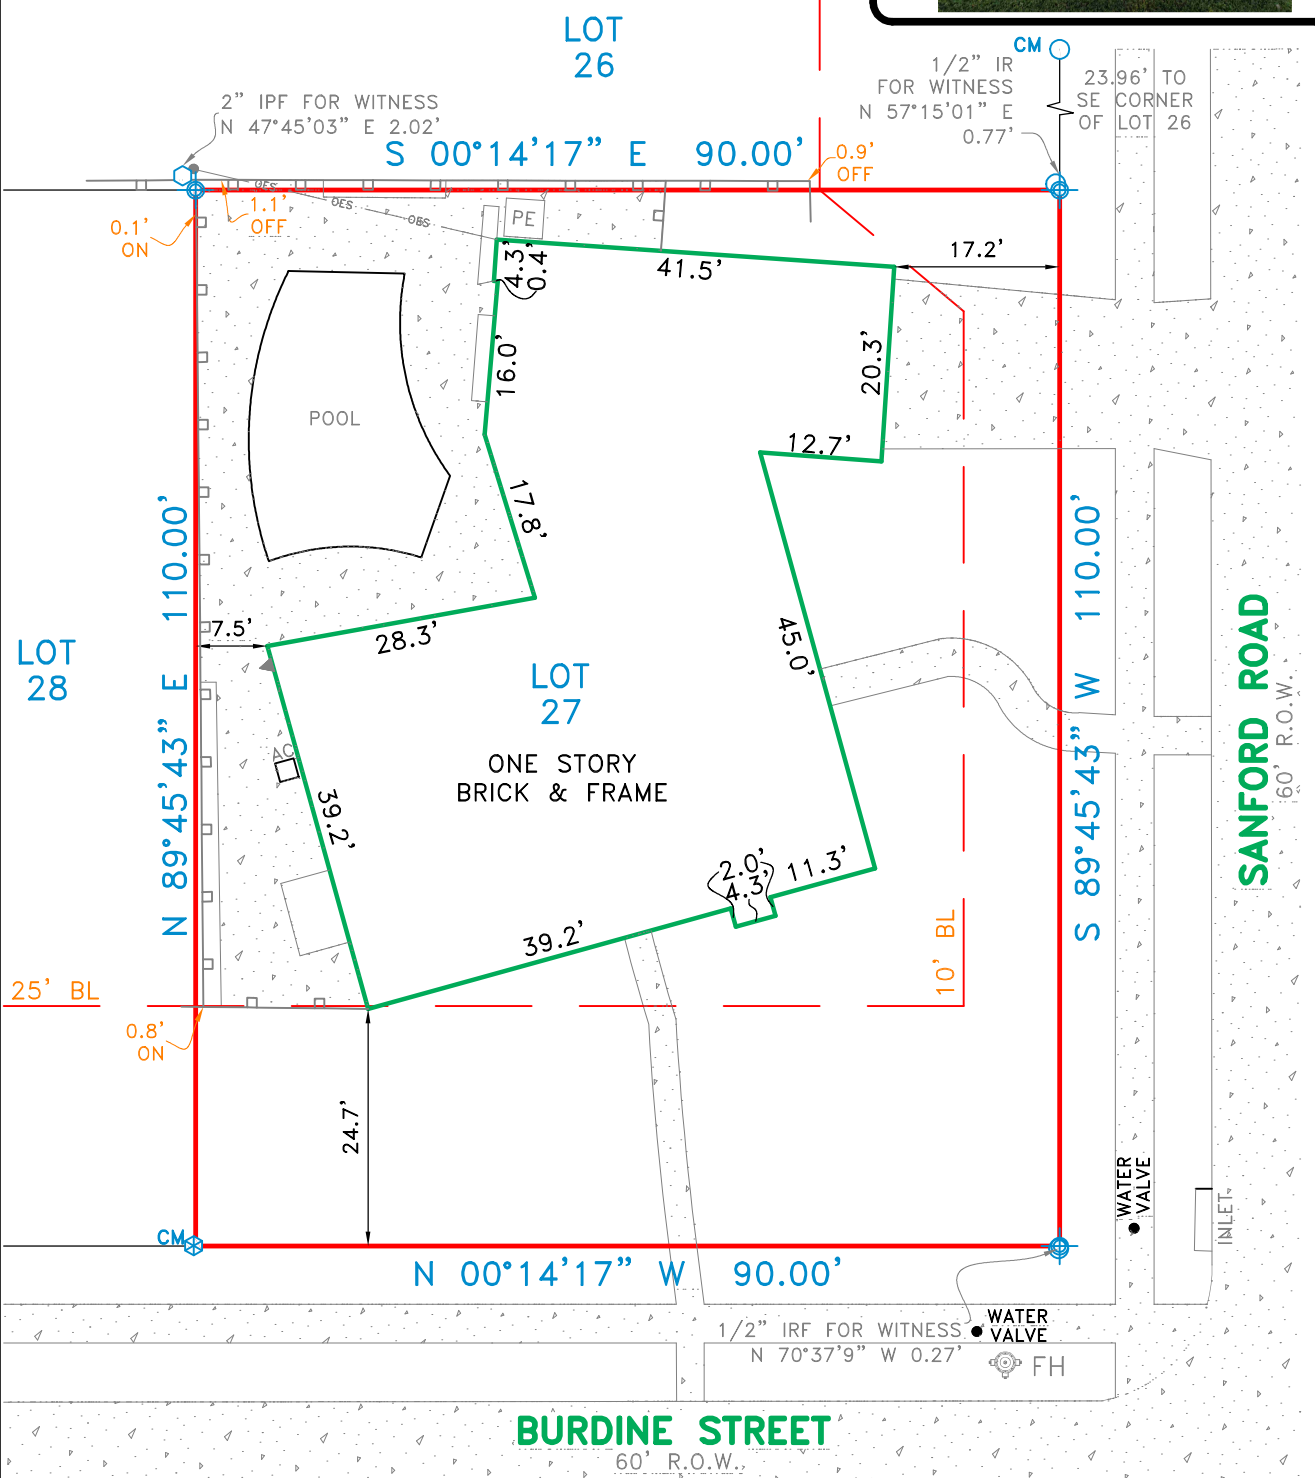 LOT
26
CM
1/2" IR
FOR WITNESS
N 57°15'01" E
0.77'
23.96' TO
SE CORNER
OF LOT 26
2" IPF FOR WITNESS
N 47°45'03" E 2.02'
S 00°14'17" E 90.00'
0.9'
OFF
OES
OES
OES
1.1'
OFF
0.1'
ON
PE
4.3'
0.4'
41.5'
17.2'
16.0'
20.3'
POOL
12.7'
17.8'
N 89°45'43" E 110.00'
S 89°45'43" W 110.00'
7.5'
28.3'
45.0'
LOT
28
LOT
27
SANFORD ROAD
60' R.O.W.
AC
ONE STORY
BRICK & FRAME
39.2'
2.0'
4.3'
11.3'
39.2'
25' BL
10' BL
0.8'
ON
24.7'
WATER
VALVE
INLET
CM
N 00°14'17" W 90.00'
1/2" IRF FOR WITNESS
N 70°37'9" W 0.27'
WATER
VALVE
FH
BURDINE STREET
60' R.O.W.